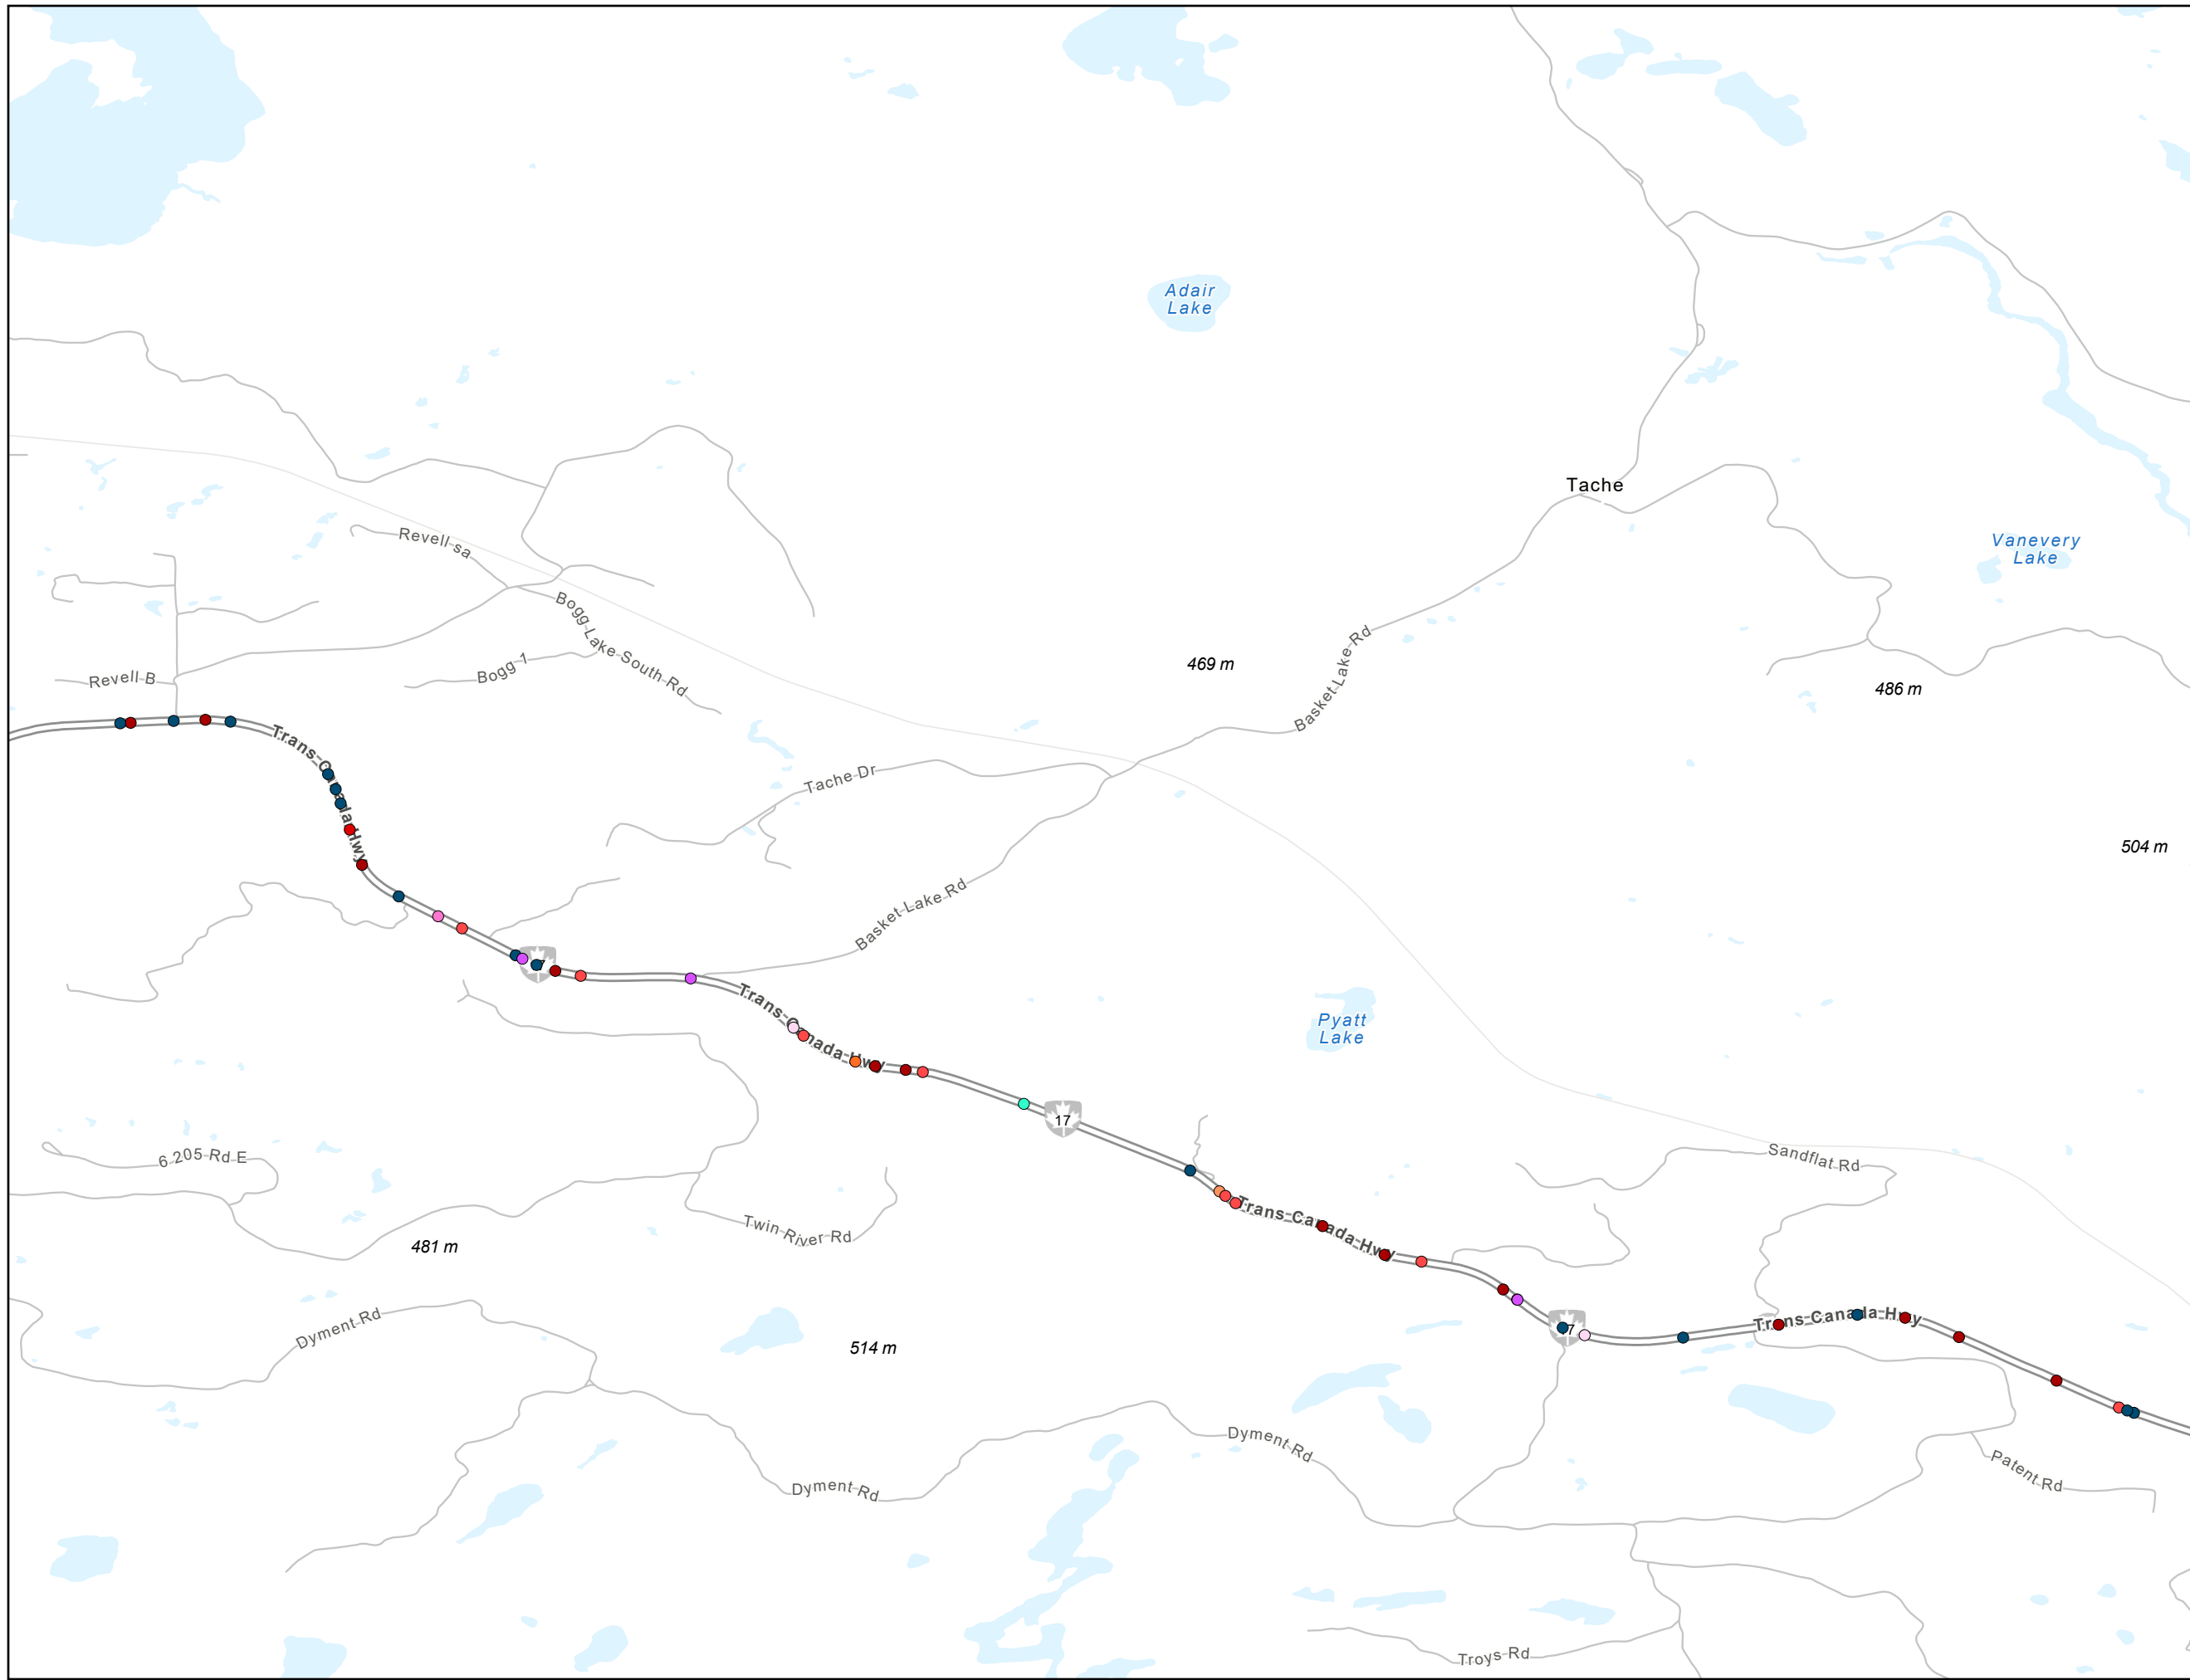 Adair
Lake
Tache
Revell sa
Vanevery
Lake
Bogg Lake South Rd
Basket Lake Rd
469 m
Bogg 1
Revell B
486 m
Trans-Canada Hwy
Tache Dr
504 m
Basket Lake Rd
Trans-Canada Hwy
Pyatt
Lake
17
6 205 Rd E
Sandflat Rd
Twin River Rd
Trans Canada Hwy
481 m
Dyment Rd
Trans Canada Hwy
514 m
Dyment Rd
Patent Rd
Dyment Rd
Troys Rd